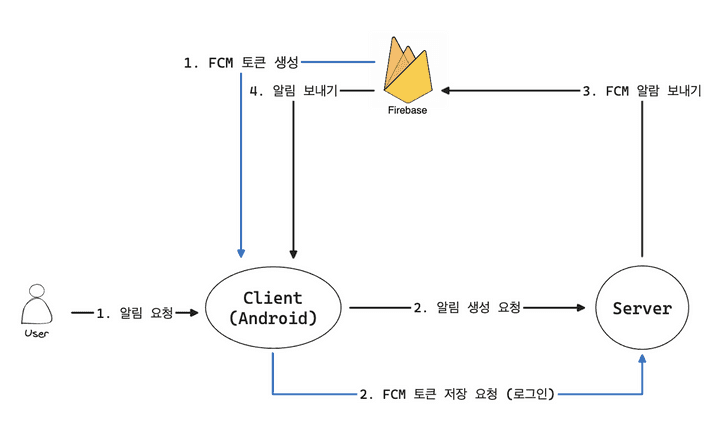 1. FCM 토큰 생성
4. 알림 보내기
3. FCM 알람 보내기
Firebase
Client
(Android)
1. 알림 요청
2. 알림 생성 요청
Server
User
2. FCM 토큰 저장 요청 (로그인)